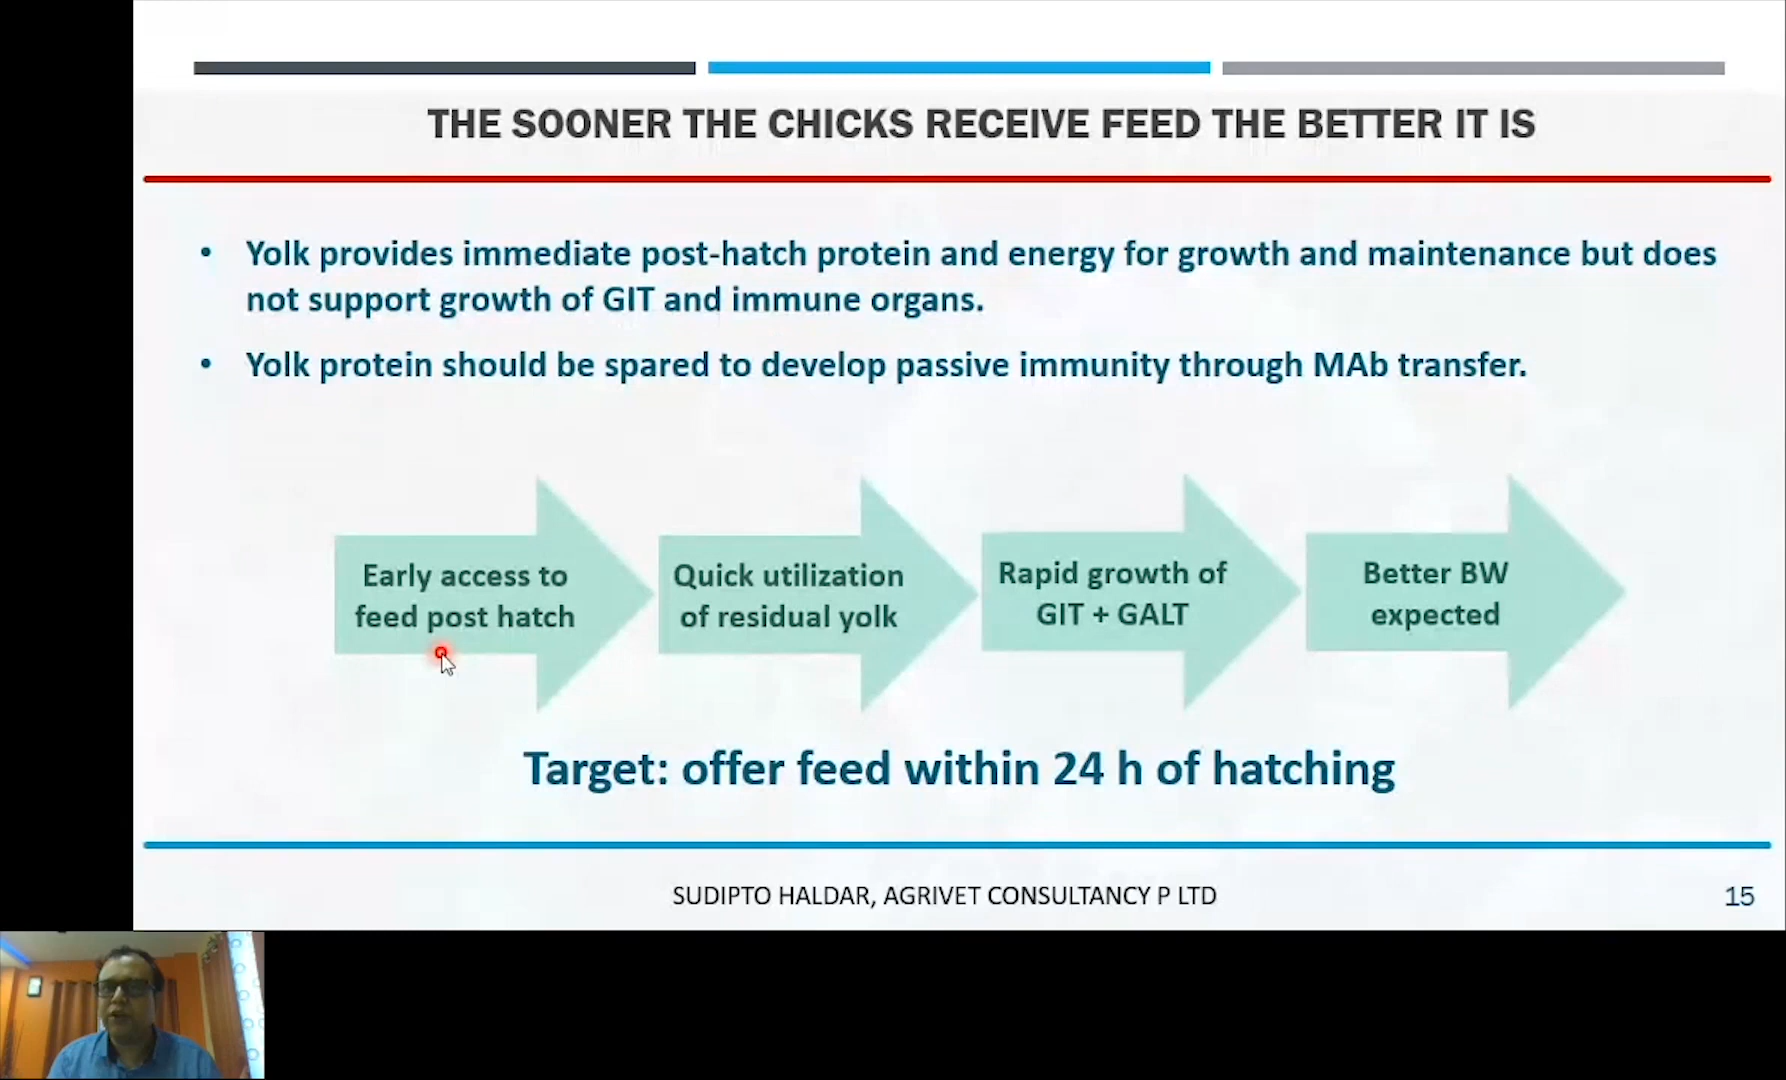 THE SOONER THE CHICKS RECEIVE FEED THE BETTER IT IS
• Yolk provides immediate post-hatch protein and energy for growth and maintenance but does
not support growth of GIT and immune organs.
• Yolk protein should be spared to develop passive immunity through MAb transfer.
Early access to
feed post hatch
Quick utilization
of residual yolk
Rapid growth of
GIT + GALT
Better BW
expected
Target: offer feed within 24 h of hatching
SUDIPTO HALDAR, AGRIVET CONSULTANCY P LTD
15